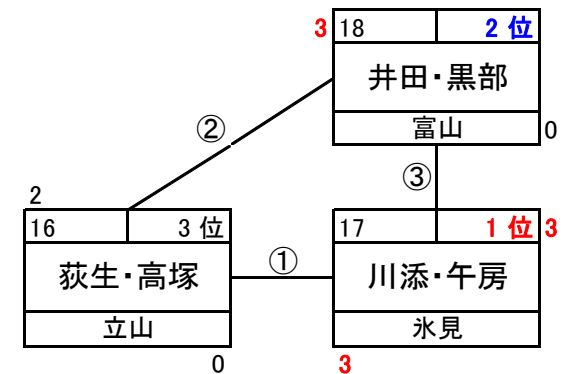 3 18 2 位
井田・黒部
富山 0
②
③
2
16 3 位
荻生・高塚
立山
0
①
17 1 位 3
川添・午房
氷見
3